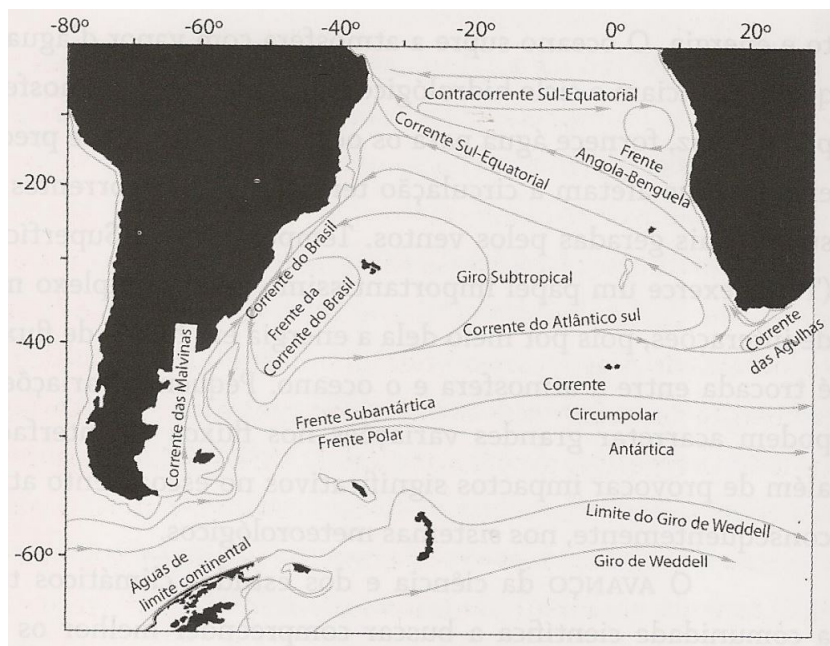 -80º -60º -40º -20º 0º 20º
Contracorrente Sul-Equatorial
Corrente Sul-Equatorial
Frente
Angola-Benguela
-20º
Corrente do Brasil
Frente da
Corrente do Brasil
Giro Subtropical
Corrente do Atlântico sul
Corrente
das Agulhas
-40º
Corrente das Malvinas
Corrente
Circumpolar
Antártica
Frente Subantártica
Frente Polar
Limite do Giro de Weddell
-60º
Giro de Weddell
Águas de
limite continental